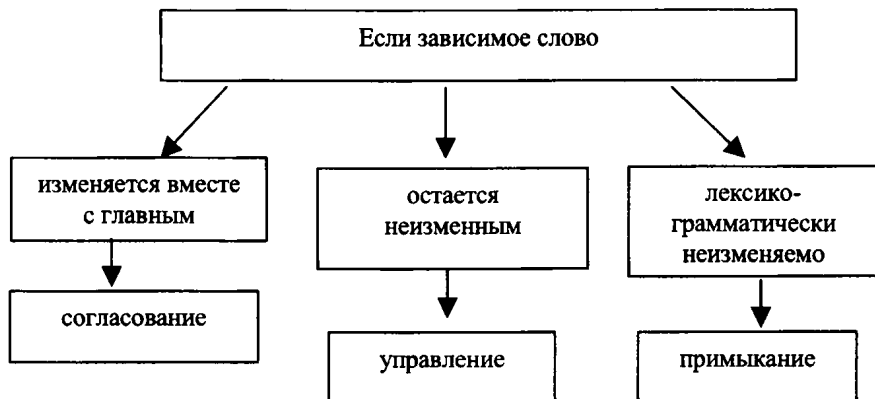 Если зависимое слово
изменяется вместе
с главным
остается
неизменным
лексико-
грамматически
неизменяемо
согласование
управление
примыкание